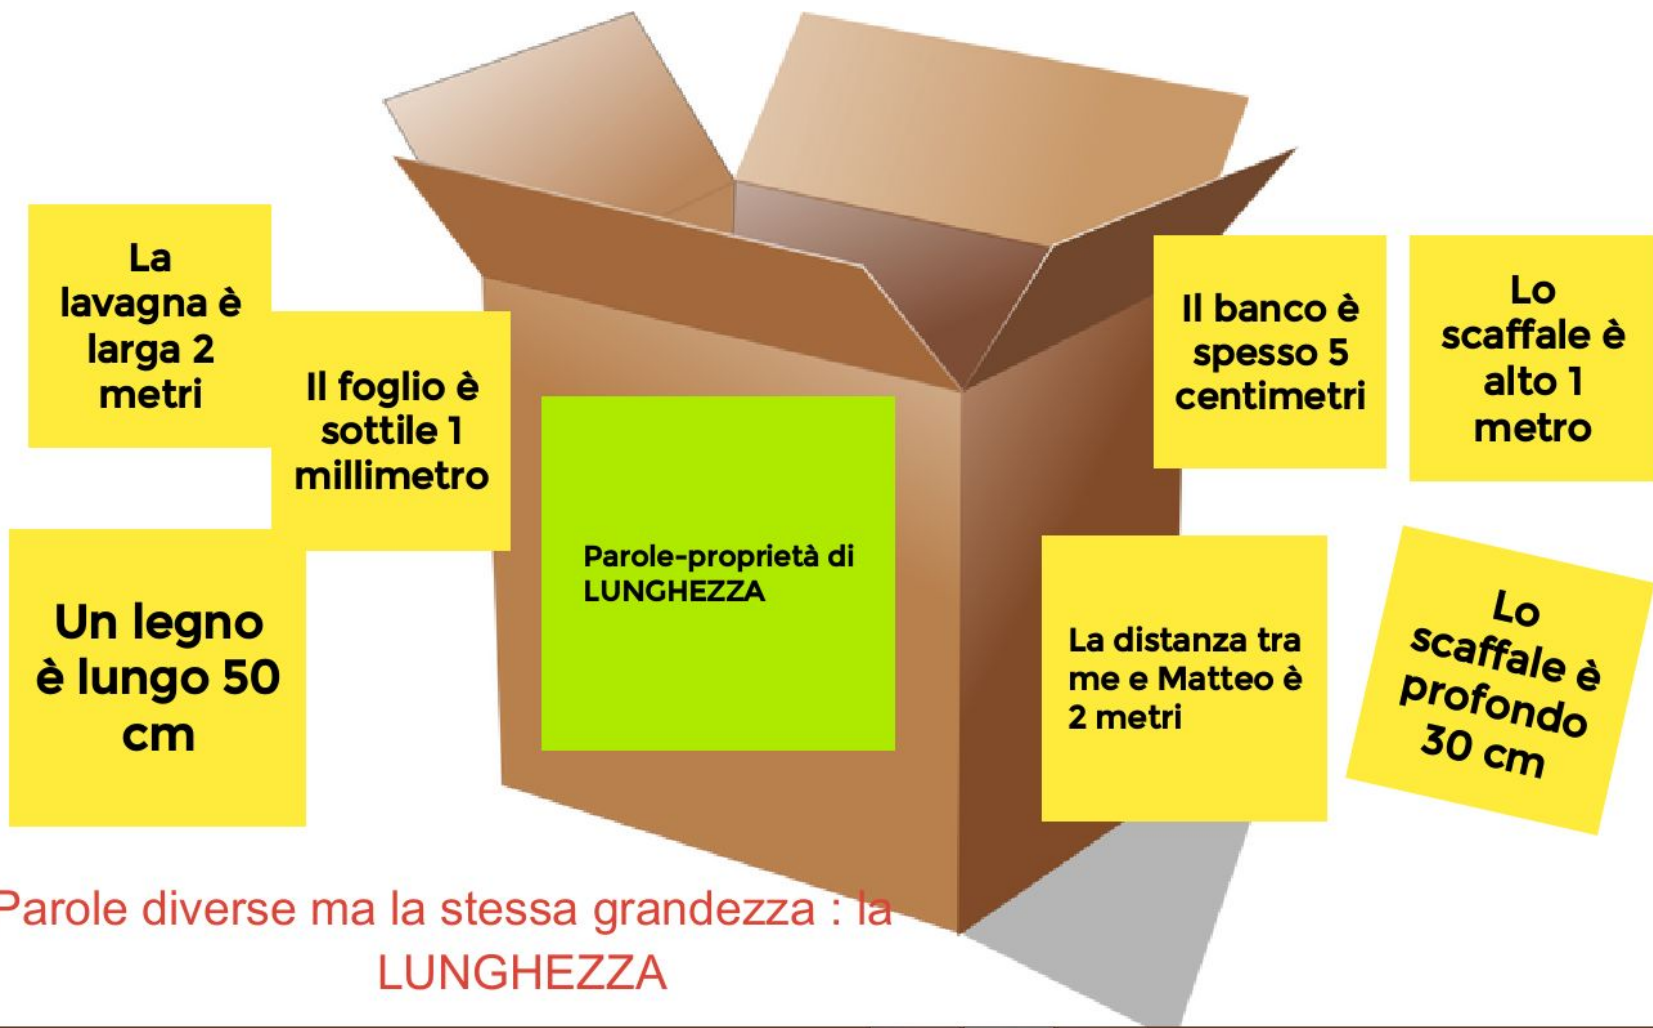 La
lavagna è
larga 2
metri
Il foglio è
sottile 1
millimetro
Un legno
è lungo 50
cm
Parole-proprietà di
LUNGHEZZA
Il banco è
spesso 5
centimetri
Lo
scaffale è
alto 1
metro
La distanza tra
me e Matteo è
2 metri
Lo
scaffale è
profondo
30 cm
Parole diverse ma la stessa grandezza : la
LUNGHEZZA